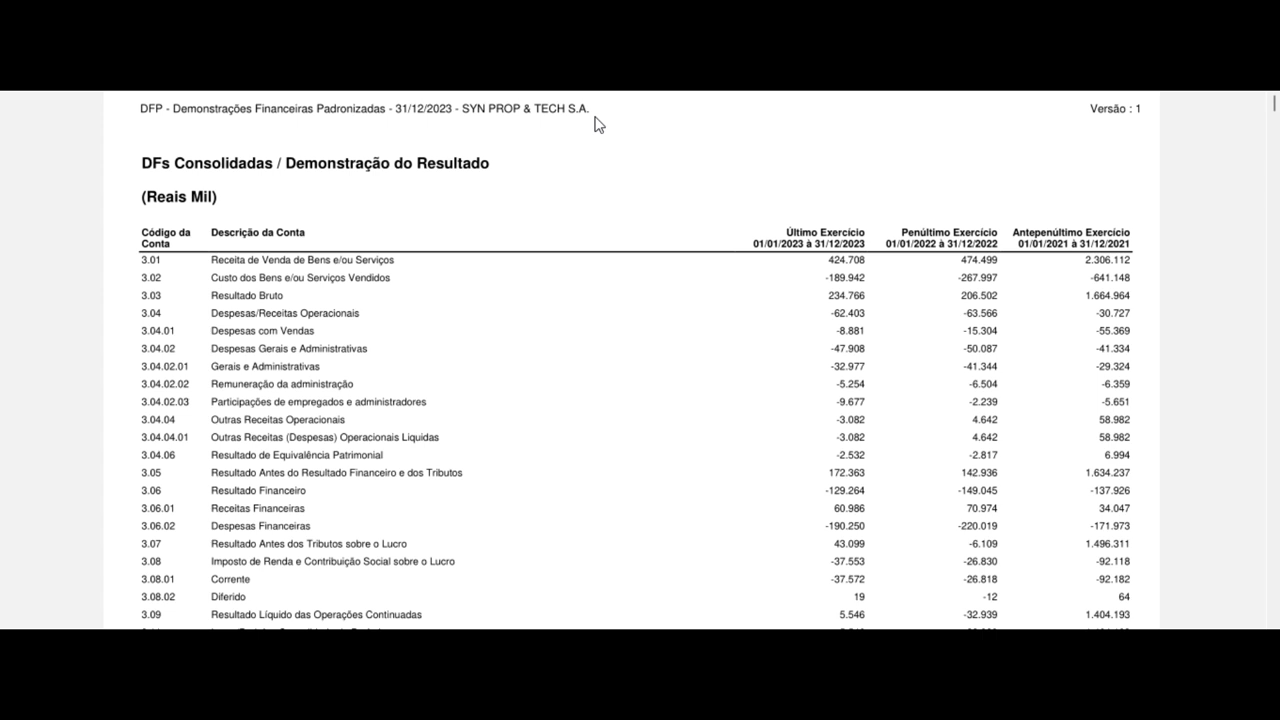 DFP - Demonstrações Financeiras Padronizadas - 31/12/2023 - SYN PROP & TECH S.A. Versão : 1
DFs Consolidadas / Demonstração do Resultado
(Reais Mil)
Código da Conta Descrição da Conta Último Exercício 01/01/2023 à 31/12/2023 Penúltimo Exercício 01/01/2022 à 31/12/2022 Antepenúltimo Exercício 01/01/2021 à 31/12/2021
3.01 Receita de Venda de Bens e/ou Serviços 424.708 474.499 2.306.112
3.02 Custo dos Bens e/ou Serviços Vendidos -189.942 -267.997 -641.148
3.03 Resultado Bruto 234.766 206.502 1.664.964
3.04 Despesas/Receitas Operacionais -62.403 -63.566 -30.727
3.04.01 Despesas com Vendas -8.881 -15.304 -55.369
3.04.02 Despesas Gerais e Administrativas -47.908 -50.087 -41.334
3.04.02.01 Gerais e Administrativas -32.977 -41.344 -29.324
3.04.02.02 Remuneração da administração -5.254 -6.504 -6.359
3.04.02.03 Participações de empregados e administradores -9.677 -2.239 -5.651
3.04.04 Outras Receitas Operacionais -3.082 4.642 58.982
3.04.04.01 Outras Receitas (Despesas) Operacionais Liquidas -3.082 4.642 58.982
3.04.06 Resultado de Equivalência Patrimonial -2.532 -2.817 6.994
3.05 Resultado Antes do Resultado Financeiro e dos Tributos 172.363 142.936 1.634.237
3.06 Resultado Financeiro -129.264 -149.045 -137.926
3.06.01 Receitas Financeiras 60.986 70.974 34.047
3.06.02 Despesas Financeiras -190.250 -220.019 -171.973
3.07 Resultado Antes dos Tributos sobre o Lucro 43.099 -6.109 1.496.311
3.08 Imposto de Renda e Contribuição Social sobre o Lucro -37.553 -26.830 -92.118
3.08.01 Corrente -37.572 -26.818 -92.182
3.08.02 Diferido 19 -12 64
3.09 Resultado Líquido das Operações Continuadas 5.546 -32.939 1.404.193